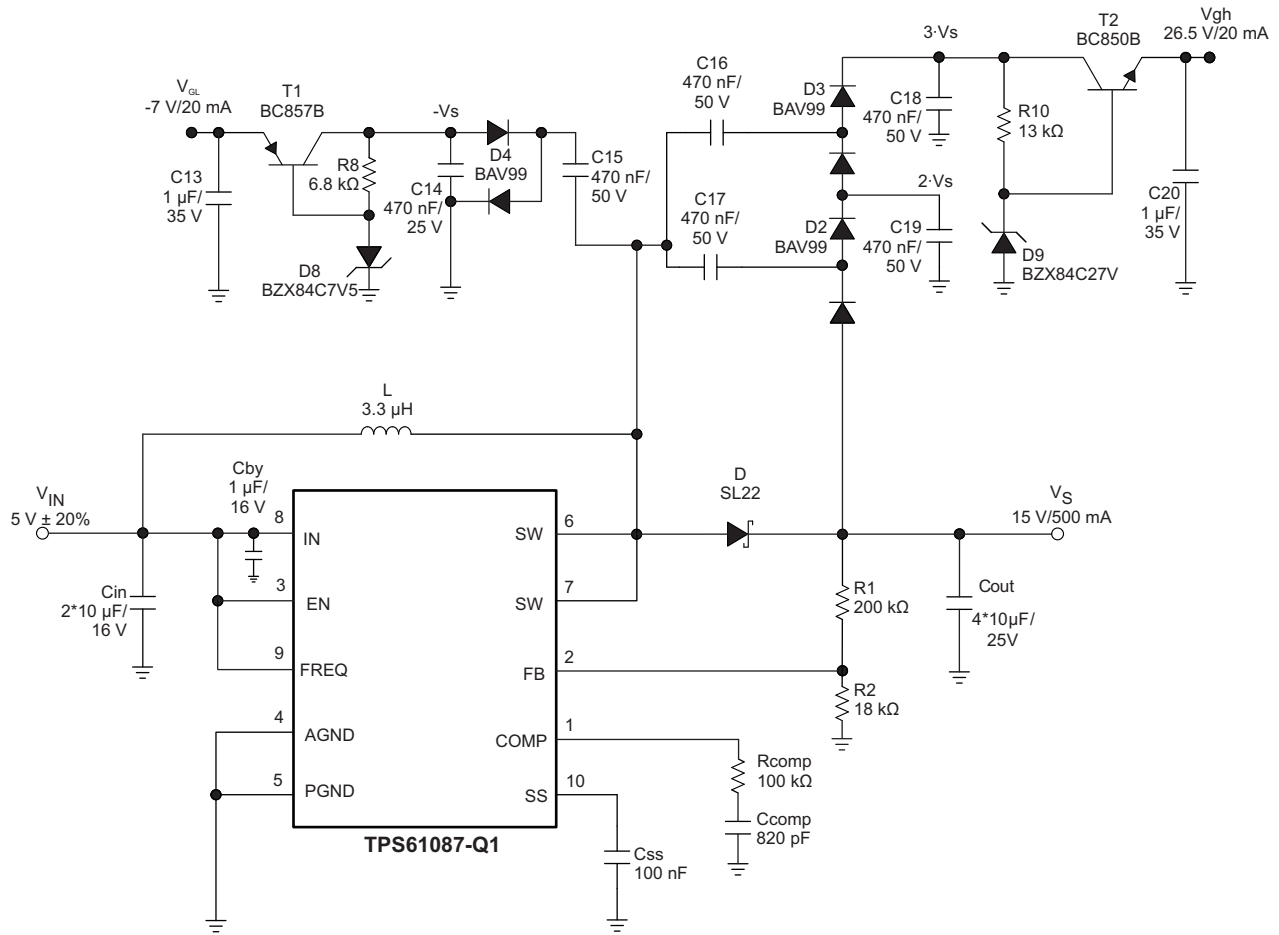 T2
BC850B
Vgh
26.5 V/20 mA
3·Vs
C16
470 nF/
50 V
D3
BAV99
C18
470 nF/
50 V
R10
13 kΩ
VGL
-7 V/20 mA
T1
BC857B
-Vs
D4
BAV99
C15
470 nF/
50 V
R8
6.8 kΩ
C13
1 µF/
35 V
C14
470 nF/
25 V
2·Vs
C17
470 nF/
50 V
D2
BAV99
C19
470 nF/
50 V
C20
1 µF/
35 V
D9
BZX84C27V
D8
BZX84C7V5
L
3.3 µH
Cby
1 µF/
16 V
D
SL22
VIN
5 V ± 20%
VS
15 V/500 mA
8
IN
SW
6
3
EN
SW
7
Cin
2*10 µF/
16 V
R1
200 kΩ
Cout
4*10µF/
25V
9
FREQ
FB
2
R2
18 kΩ
4
AGND
COMP
1
Rcomp
100 kΩ
5
PGND
SS
10
Ccomp
820 pF
TPS61087-Q1
Css
100 nF